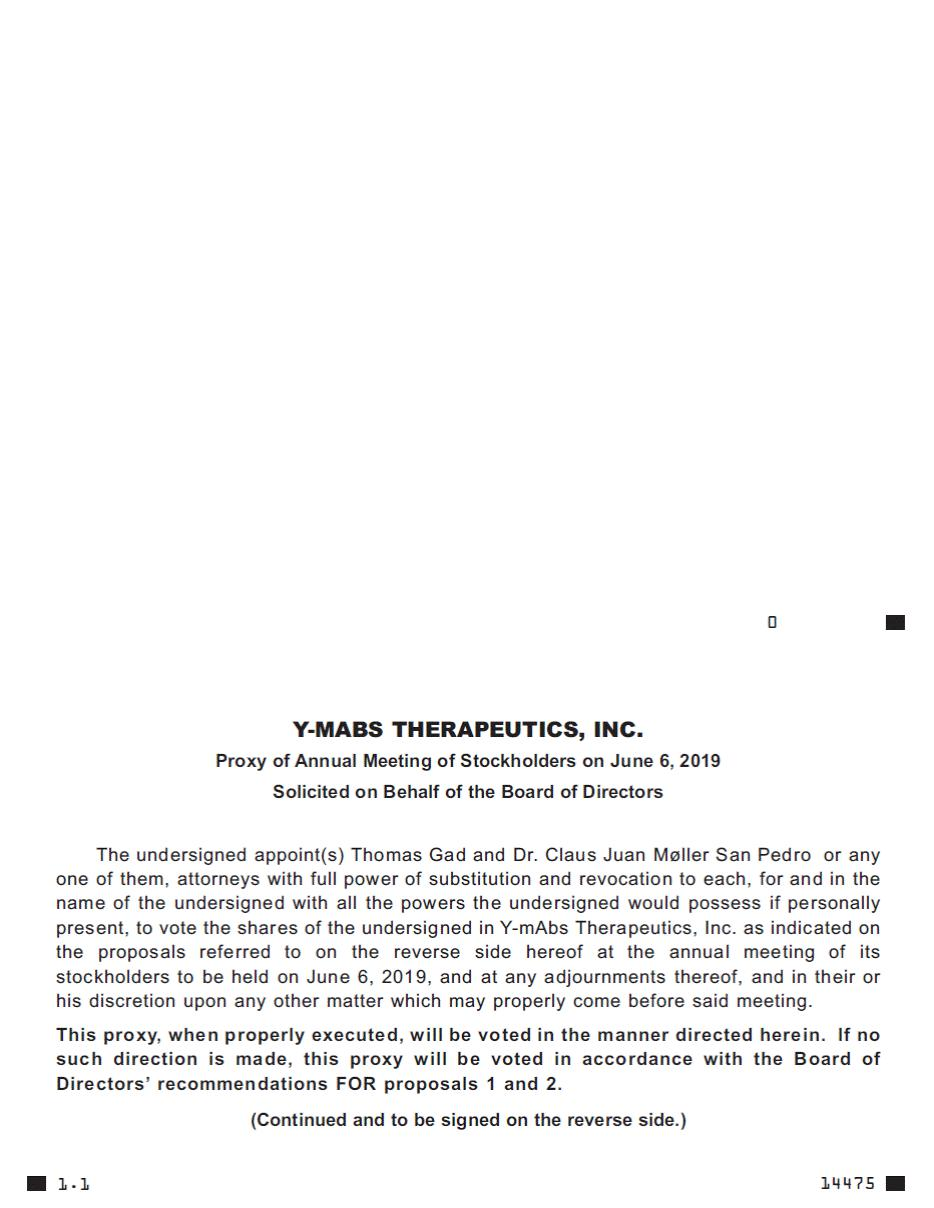 Y-MABS THERAPEUTICS, INC.
Proxy of Annual Meeting of Stockholders on June 6, 2019
Solicited on Behalf of the Board of Directors
The undersigned appoint(s) Thomas Gad and Dr. Claus Juan Møller San Pedro or any
one of them, attorneys with full power of substitution and revocation to each, for and in the
name of the undersigned with all the powers the undersigned would possess if personally
present, to vote the shares of the undersigned in Y-mAbs Therapeutics, Inc. as indicated on
the proposals referred to on the reverse side hereof at the annual meeting of its
stockholders to be held on June 6, 2019, and at any adjournments thereof, and in their or
his discretion upon any other matter which may properly come before said meeting.
This proxy, when properly executed, will be voted in the manner directed herein. If no
such direction is made, this proxy will be voted in accordance with the Board of
Directors’ recommendations FOR proposals 1 and 2.
(Continued and to be signed on the reverse side.)
1.1 14475